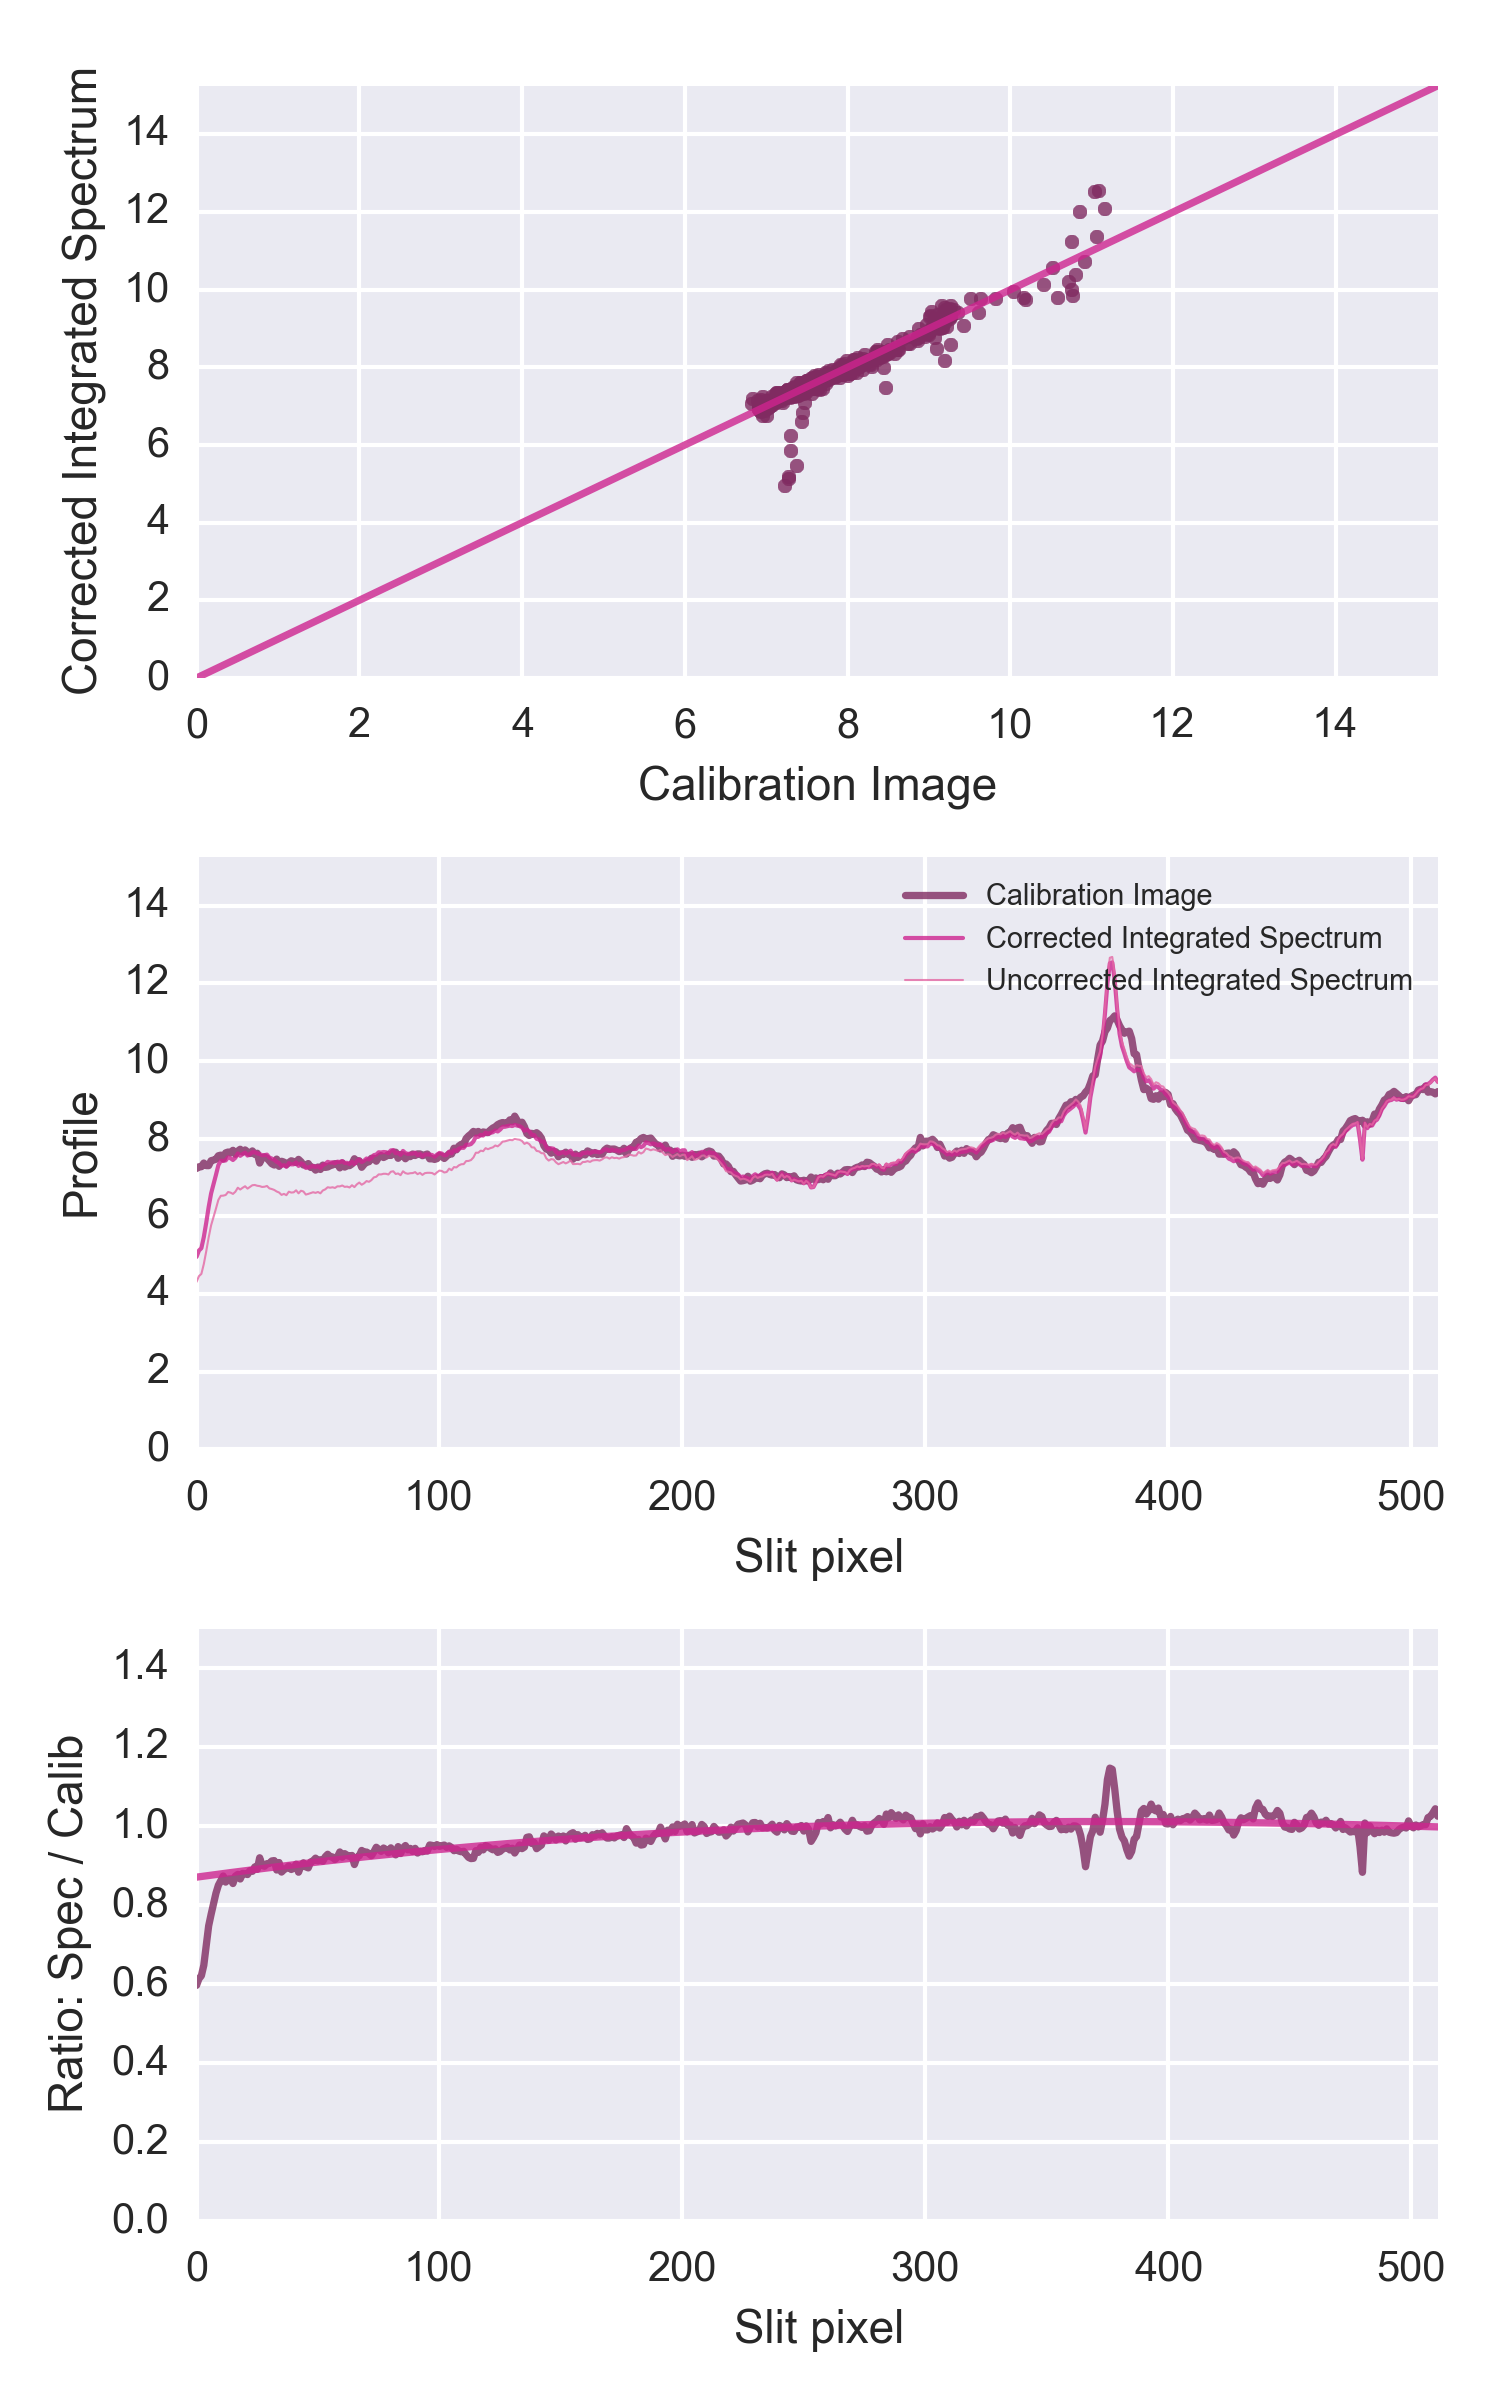 Corrected Integrated Spectrum
14
12
10
8
6
4
2
0
0 2 4 6 8 10 12 14
Calibration Image
Profile
14
12
10
8
6
4
2
0
Calibration Image
Corrected Integrated Spectrum
Uncorrected Integrated Spectrum
0 100 200 300 400 500
Slit pixel
Ratio: Spec / Calib
1.4
1.2
1.0
0.8
0.6
0.4
0.2
0.0
0 100 200 300 400 500
Slit pixel